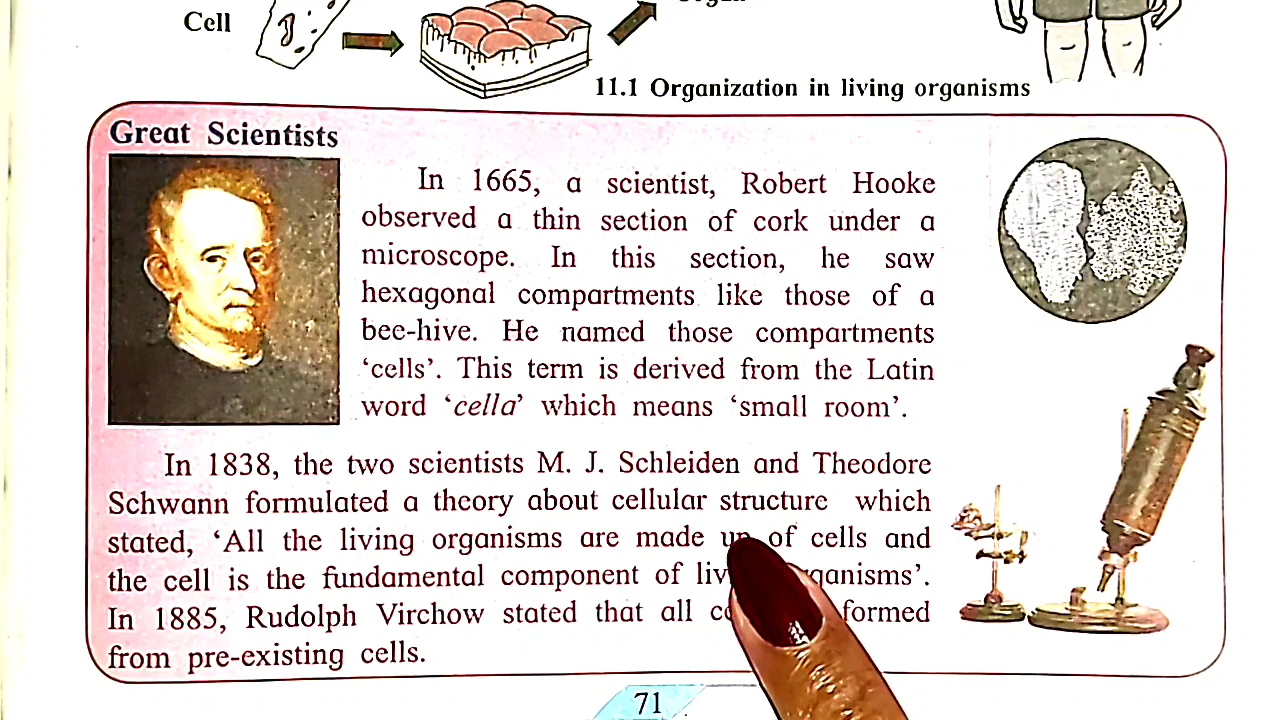 Organ
Cell
11.1 Organization in living organisms
Great Scientists
In 1665, a scientist, Robert Hooke
observed a thin section of cork under a
microscope. In this section, he saw
hexagonal compartments like those of a
bee-hive. He named those compartments
‘cells’. This term is derived from the Latin
word ‘cella’ which means ‘small room’.
In 1838, the two scientists M. J. Schleiden and Theodore
Schwann formulated a theory about cellular structure which
stated, ‘All the living organisms are made up of cells and
the cell is the fundamental component of
In 1885, Rudolph Virchow stated that all formed
from pre-existing cells.
71